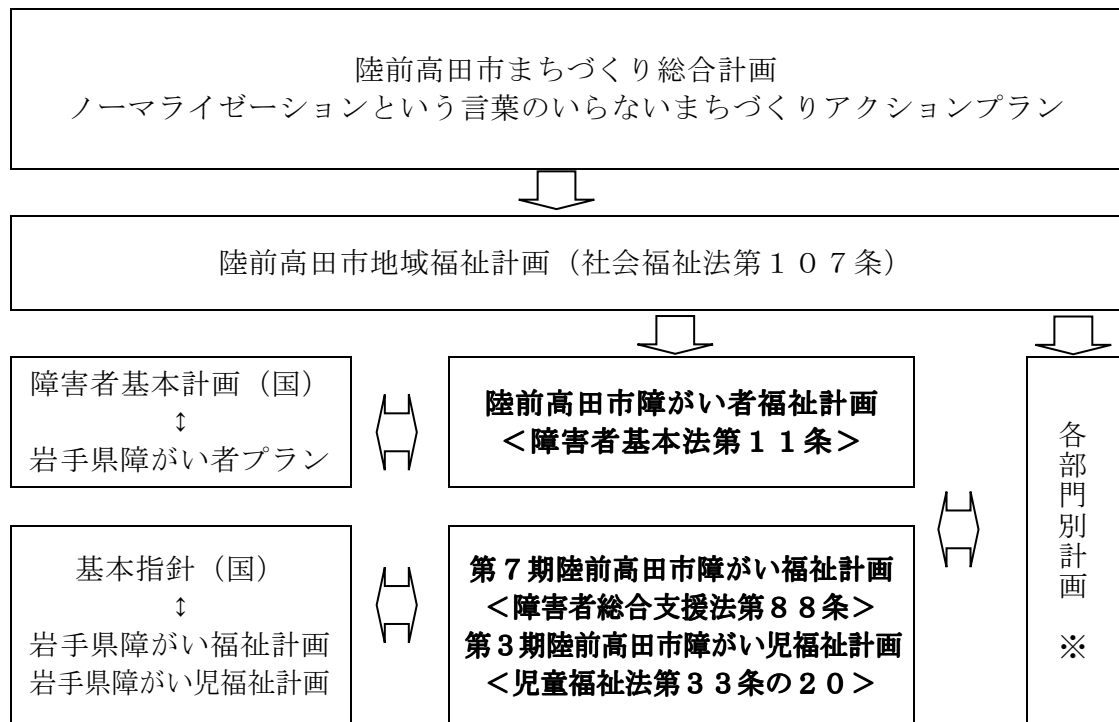 陸前高田市まちづくり総合計画
ノーマライゼーションという言葉のいらないまちづくりアクションプラン
陸前高田市地域福祉計画（社会福祉法第１０７条）
障害者基本計画（国）
↕
岩手県障がい者プラン
陸前高田市障がい者福祉計画
＜障害者基本法第１１条＞
基本指針（国）
↕
岩手県障がい福祉計画
岩手県障がい児福祉計画
第７期陸前高田市障がい福祉計画
＜障害者総合支援法第８８条＞
第３期陸前高田市障がい児福祉計画
＜児童福祉法第３３条の２０＞
各部門別計画　※